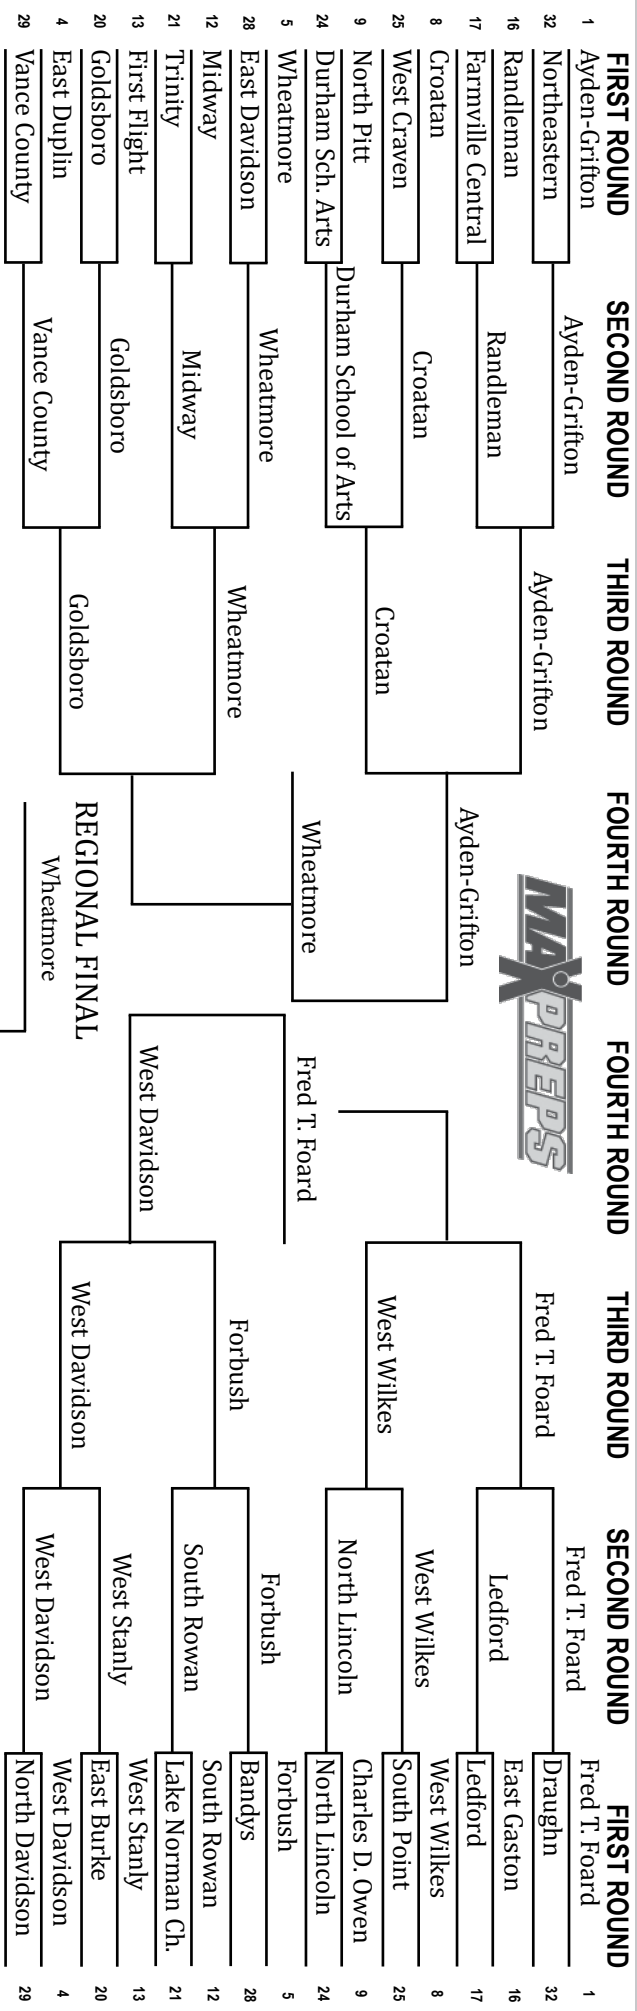 FIRST ROUND
SECOND ROUND
THIRD ROUND
FOURTH ROUND
FOURTH ROUND
THIRD ROUND
SECOND ROUND
FIRST ROUND
MAXPREPS
1 Ayden-Grifton
32 Northeastern
16 Randleman
17 Farmville Central
8 Croatan
25 West Craven
9 North Pitt
24 Durham Sch. Arts
5 Wheatmore
28 East Davidson
12 Midway
21 Trinity
13 First Flight
20 Goldsboro
4 East Duplin
29 Vance County
Ayden-Grifton
Randleman
Croatan
Durham School of Arts
Wheatmore
Midway
Goldsboro
Vance County
Ayden-Grifton
Croatan
Wheatmore
Goldsboro
Ayden-Grifton
Wheatmore
REGIONAL FINAL
Wheatmore
Fred T. Foard
West Davidson
Fred T. Foard
West Wilkes
Forbush
West Davidson
Fred T. Foard
Ledford
West Wilkes
North Lincoln
Forbush
South Rowan
West Stanly
West Davidson
Fred T. Foard 1
Draughn 32
East Gaston 16
Ledford 17
West Wilkes 8
South Point 25
Charles D. Owen 9
North Lincoln 24
Forbush 5
Bandys 28
South Rowan 12
Lake Norman Ch. 21
West Stanly 13
East Burke 20
West Davidson 4
North Davidson 29